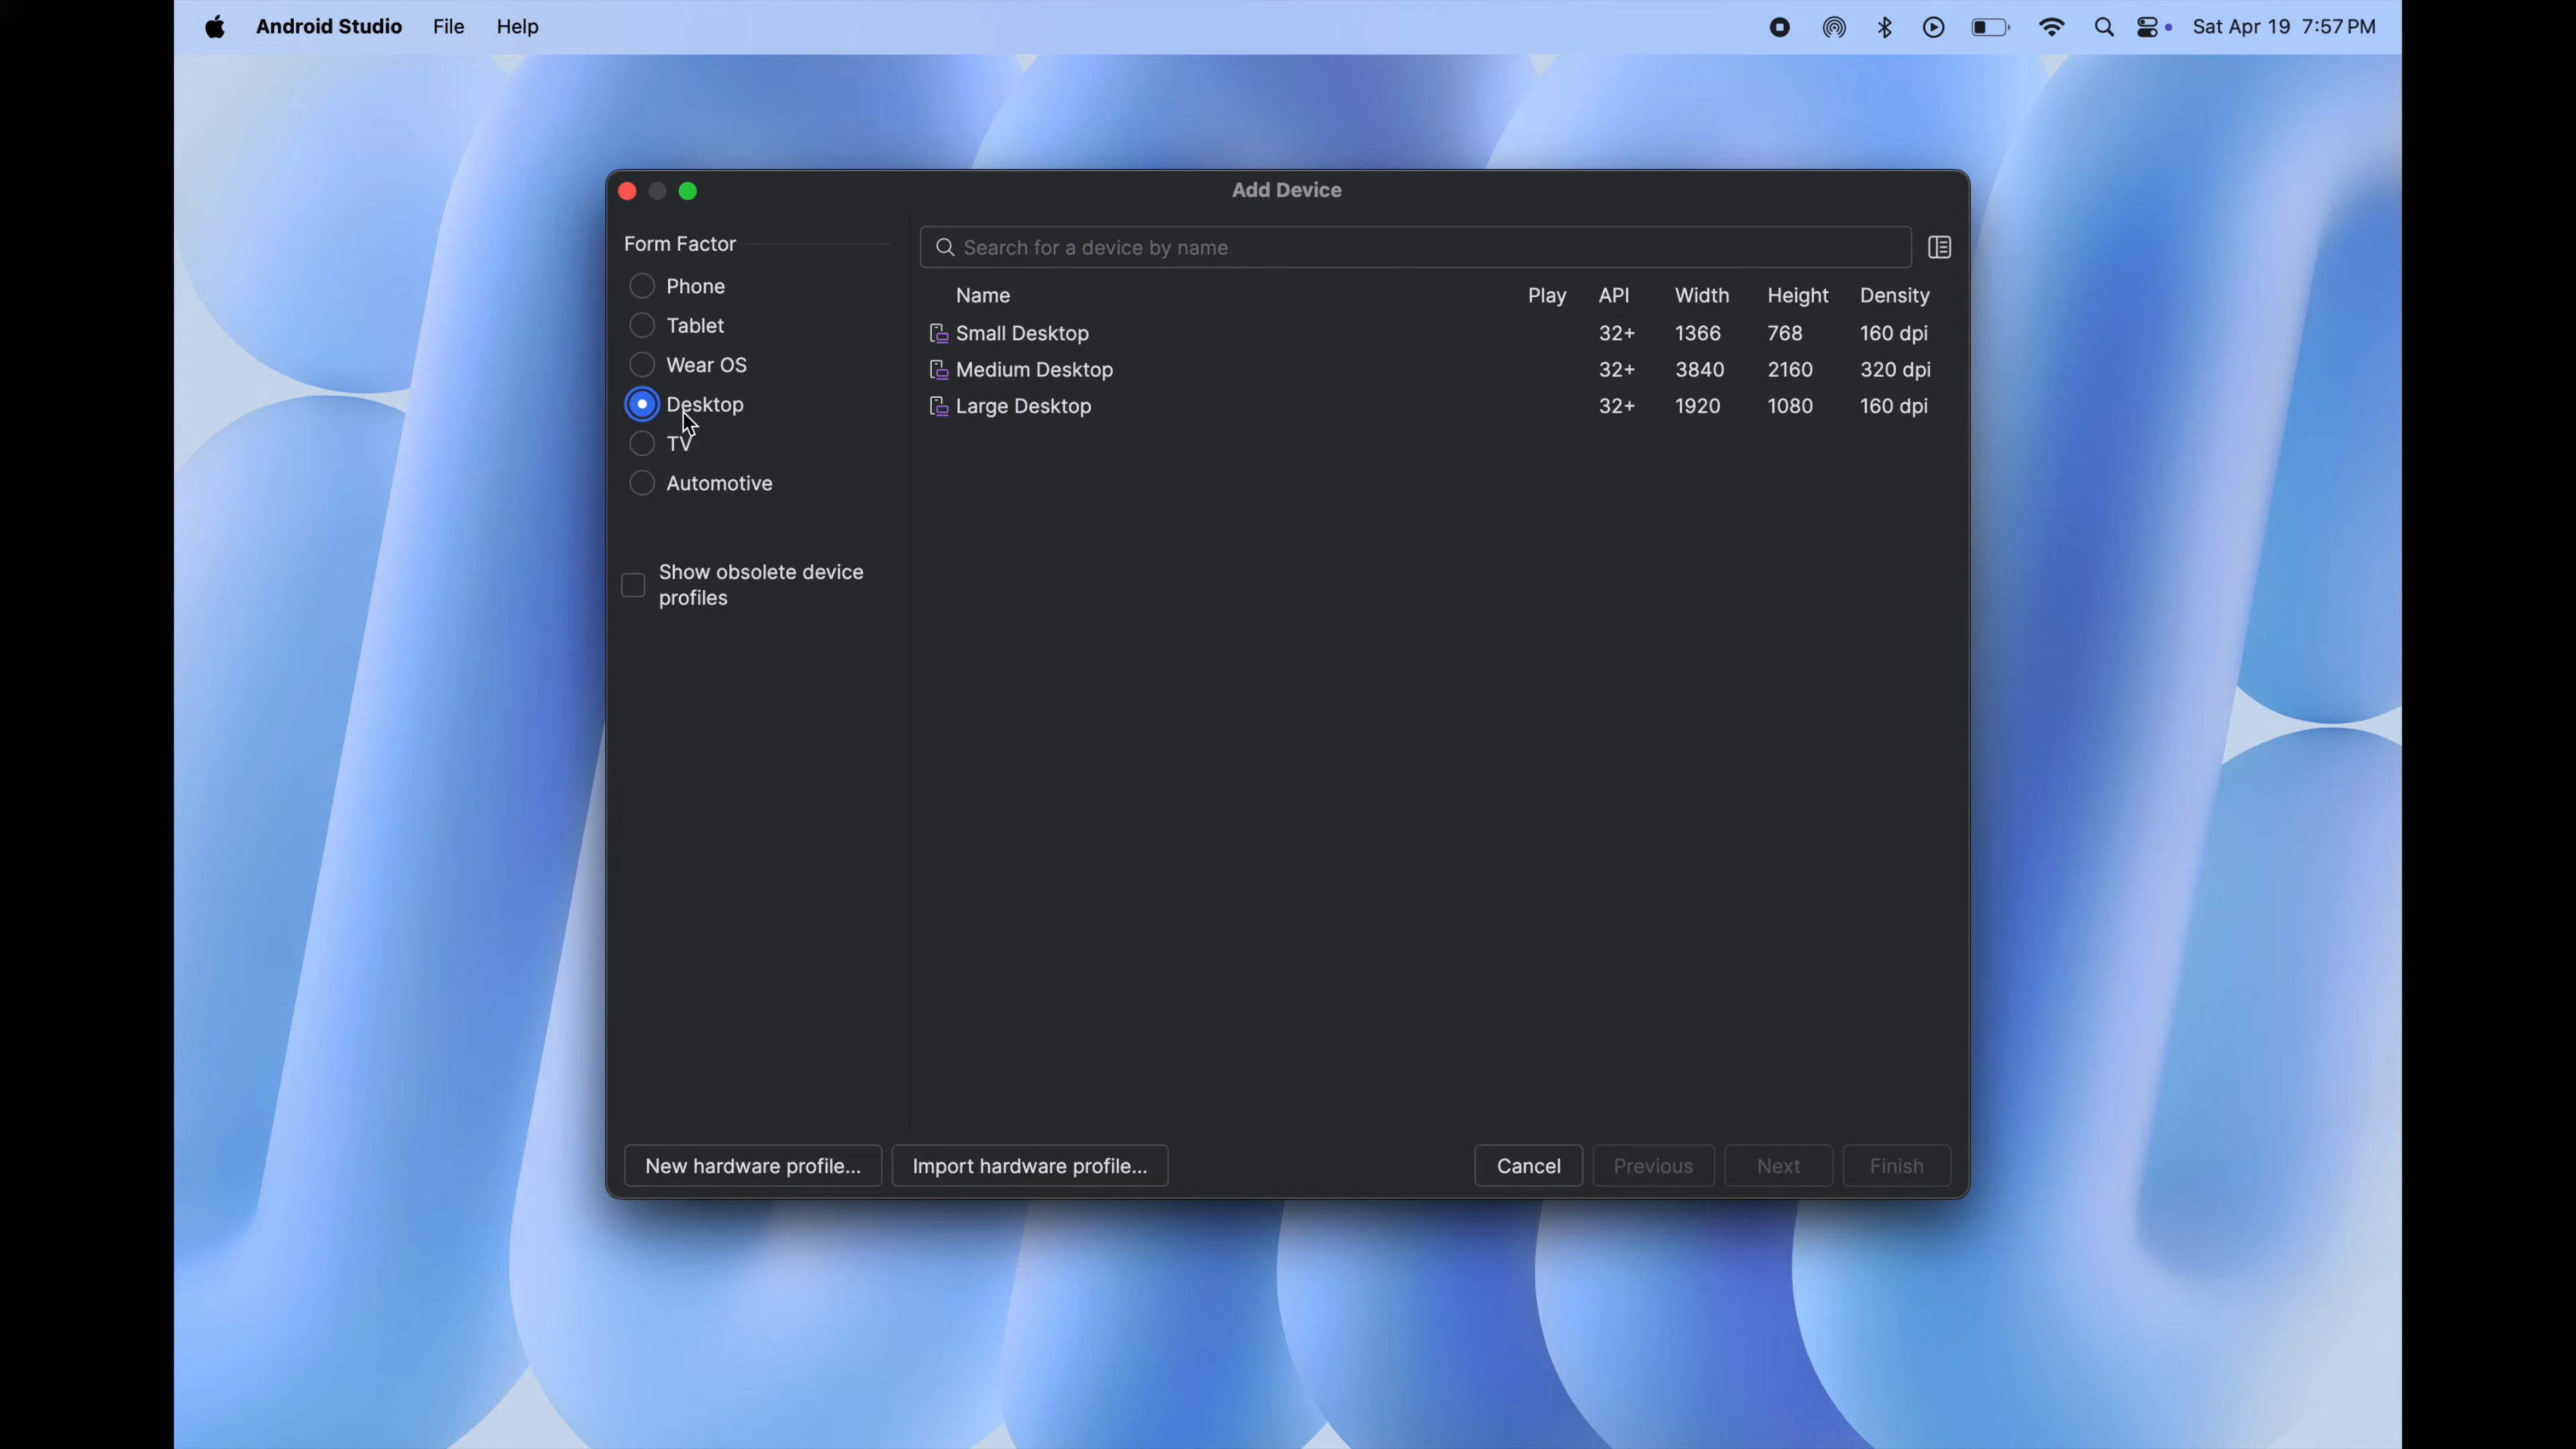 Android Studio File Help Sat Apr 19 7:57 PM
Add Device
Form Factor
Phone
Tablet
Wear OS
Desktop
TV
Automotive
Show obsolete device
profiles
Search for a device by name
Name Play API Width Height Density
Small Desktop 32+ 1366 768 160 dpi
Medium Desktop 32+ 3840 2160 320 dpi
Large Desktop 32+ 1920 1080 160 dpi
New hardware profile... Import hardware profile... Cancel Previous Next Finish